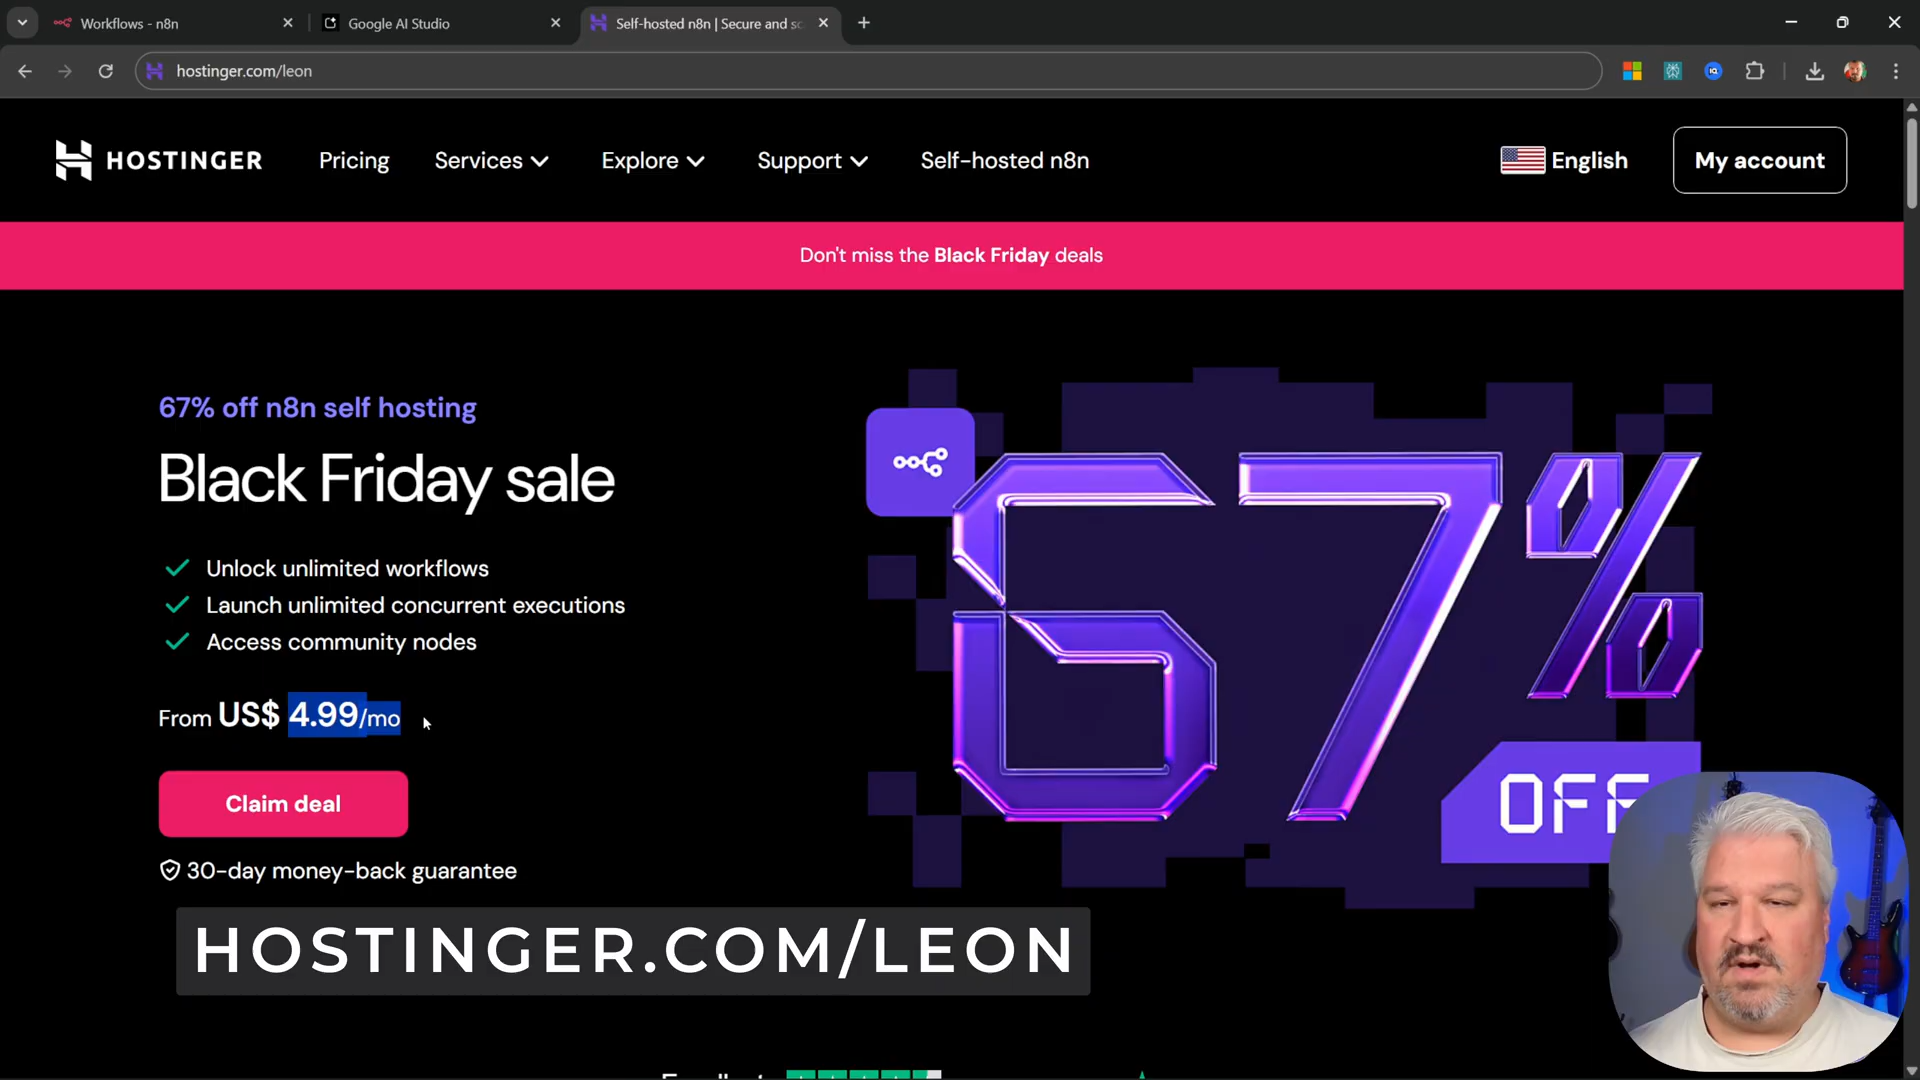 Workflows - n8n
Google AI Studio
Self-hosted n8n | Secure and sc
hostinger.com/leon
HOSTINGER
Pricing
Services
Explore
Support
Self-hosted n8n
English
My account
Don't miss the Black Friday deals
67% off n8n self hosting
Black Friday sale
Unlock unlimited workflows
Launch unlimited concurrent executions
Access community nodes
From US$ 4.99/mo
Claim deal
30-day money-back guarantee
67%
OFF
HOSTINGER.COM/LEON